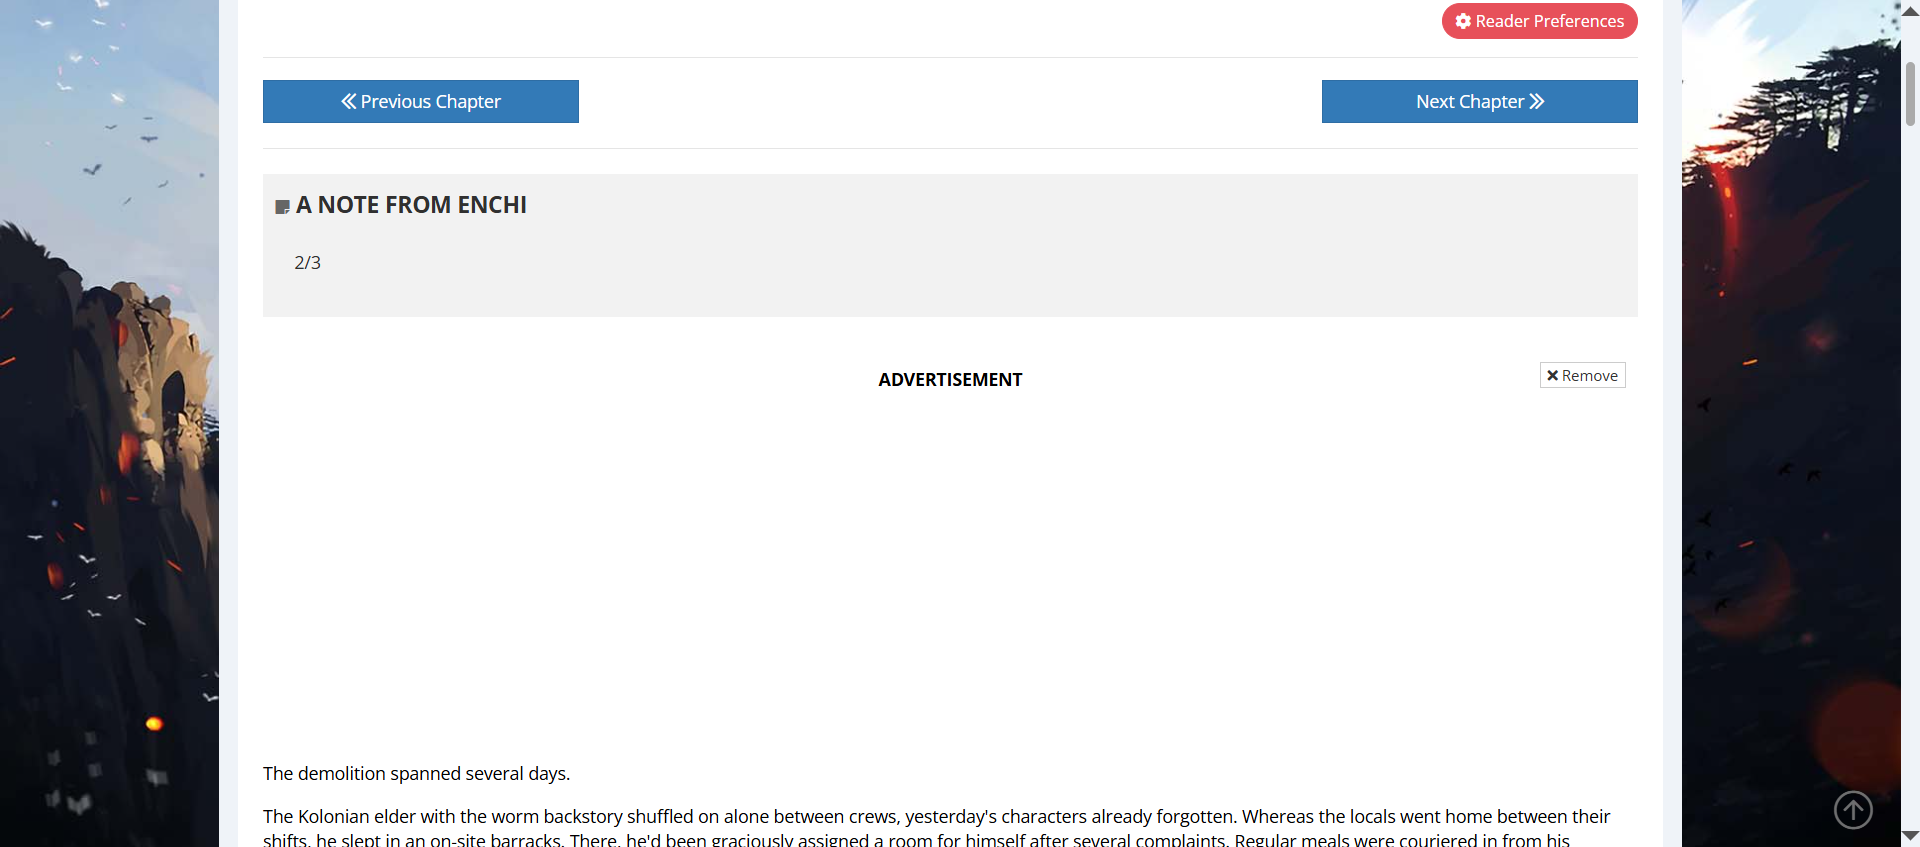 Reader Preferences
Previous Chapter
Next Chapter
A NOTE FROM ENCHI
2/3
ADVERTISEMENT
Remove
The demolition spanned several days.
The Kolonian elder with the worm backstory shuffled on alone between crews, yesterday's characters already forgotten. Whereas the locals went home between their
shifts, he slept in an on-site barracks. There, he'd been graciously assigned a room for himself after several complaints. Regular meals were couriered in from his